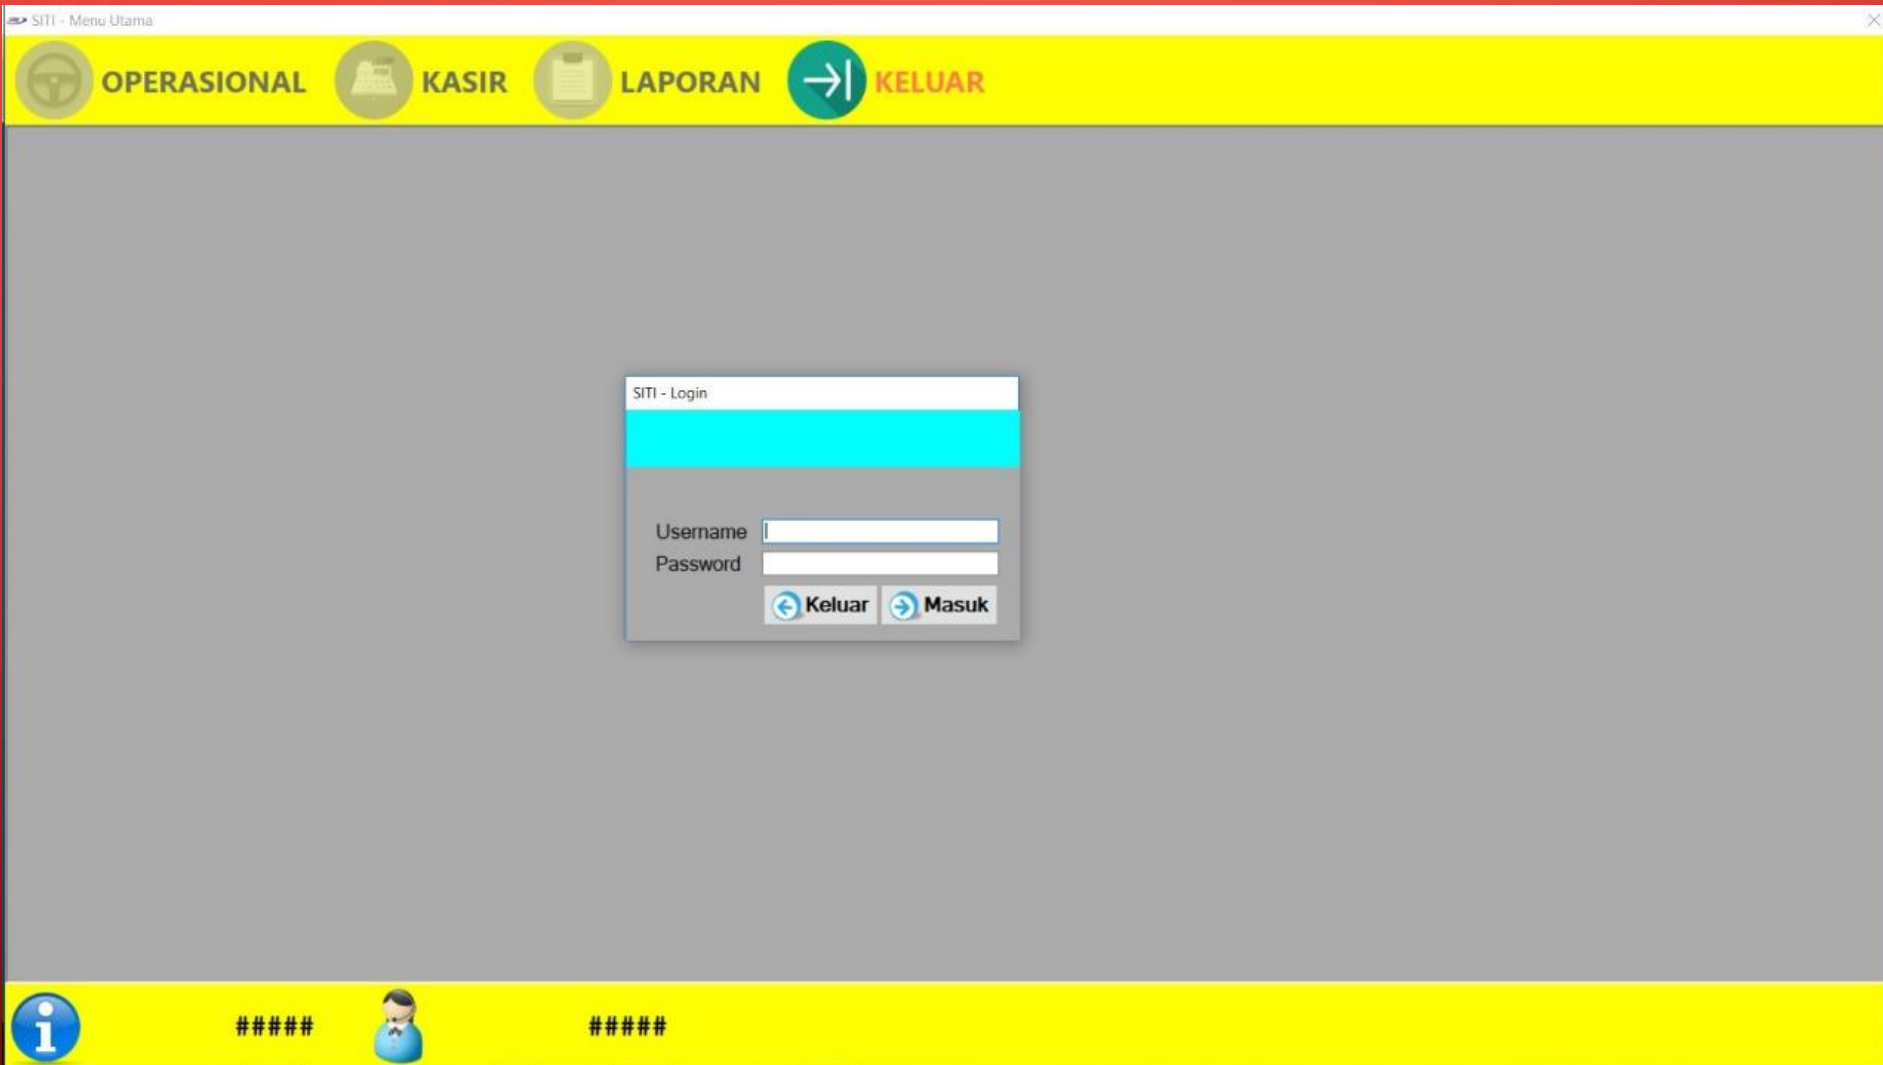 SITI - Menu Utama
OPERASIONAL KASIR LAPORAN KELUAR
SITI - Login
Username
Password
Keluar Masuk
##### #####